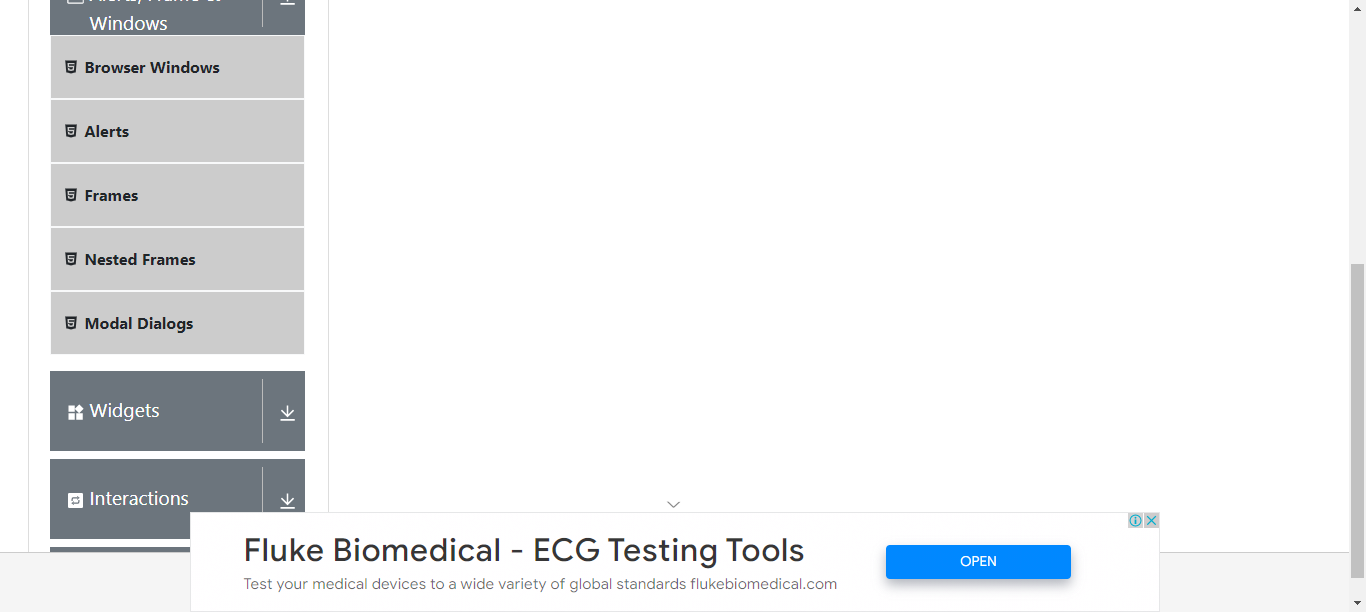 Windows
Browser Windows
Alerts
Frames
Nested Frames
Modal Dialogs
Widgets
Interactions
Fluke Biomedical - ECG Testing Tools
Test your medical devices to a wide variety of global standards flukebiomedical.com
OPEN